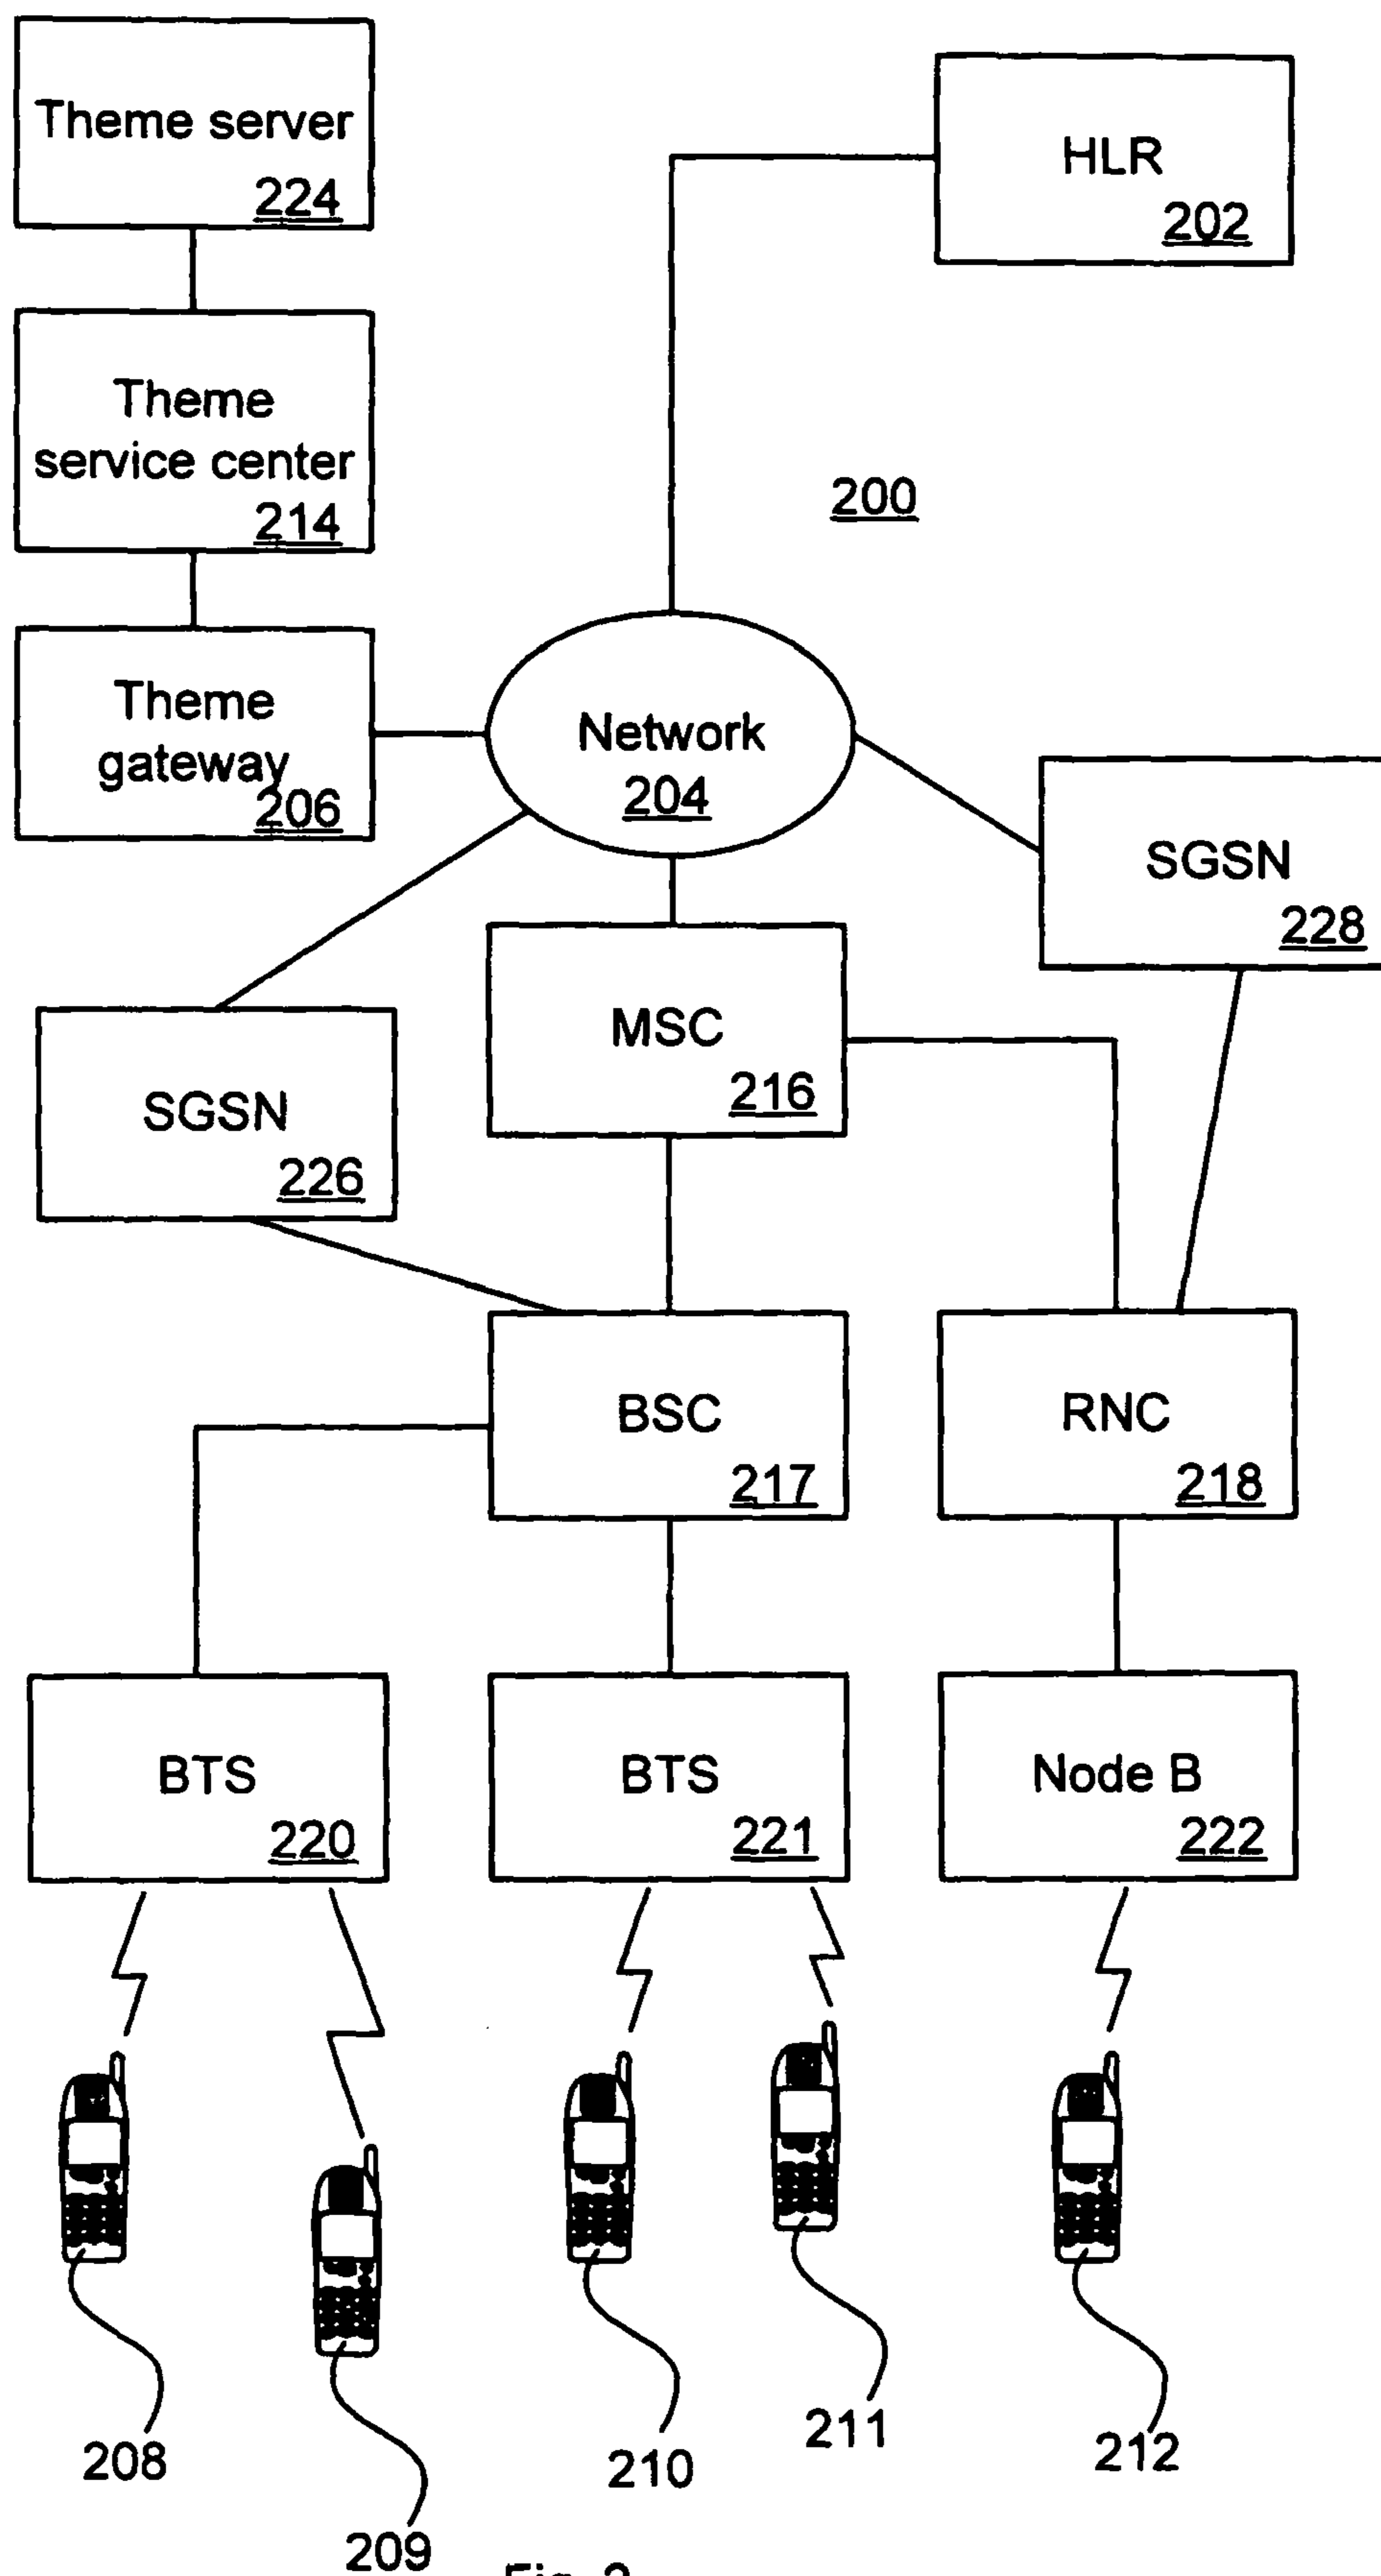 Theme server
224
HLR
202
Theme
service center
214
200
Theme
gateway
206
Network
204
SGSN
228
MSC
216
SGSN
226
BSC
217
RNC
218
BTS
220
BTS
221
Node B
222
208
209
210
211
212